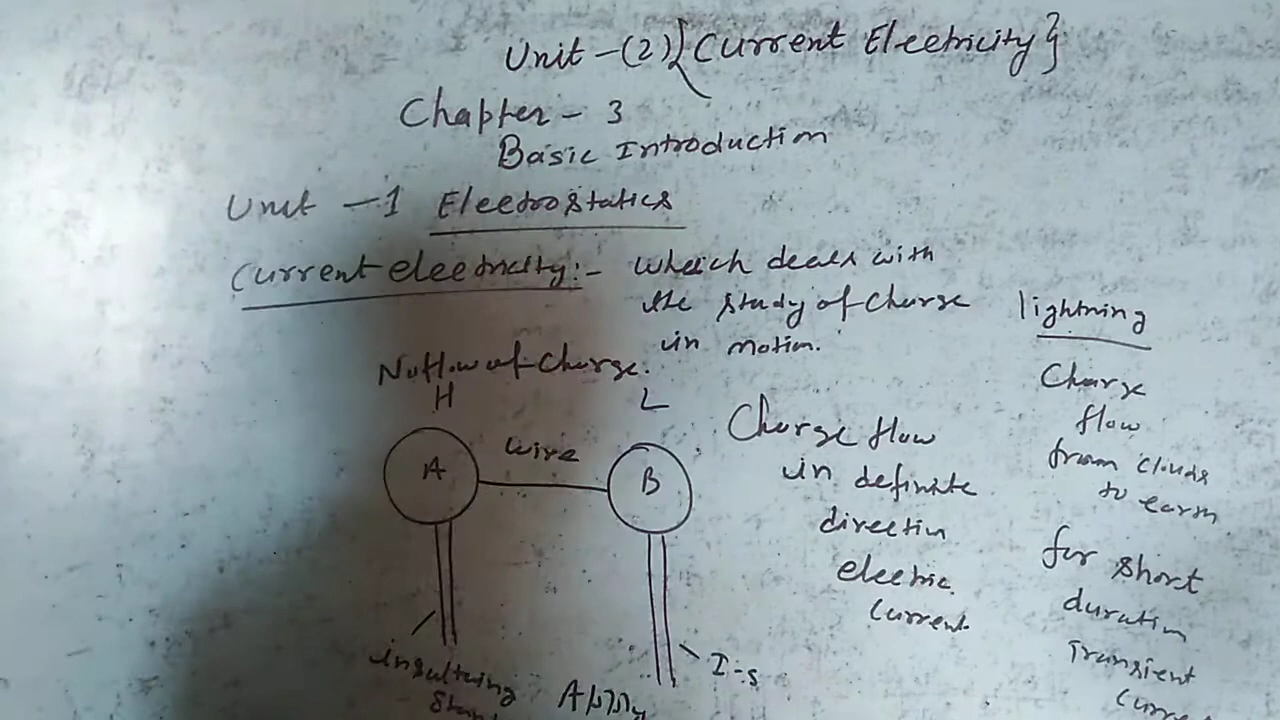 Unit -(2) {Current Electricity}
Chapter - 3
Basic Introduction
Unit - 1 Electrostatics
Current electricity:- which deals with
the study of charge
in motion.
No flow of charge.
H
L
A
wire
B
insulting
I-s
Charge flow
in definite
direction
electric
current.
lightning
Charge
flow
from clouds
to earth
for short
duration
Transient